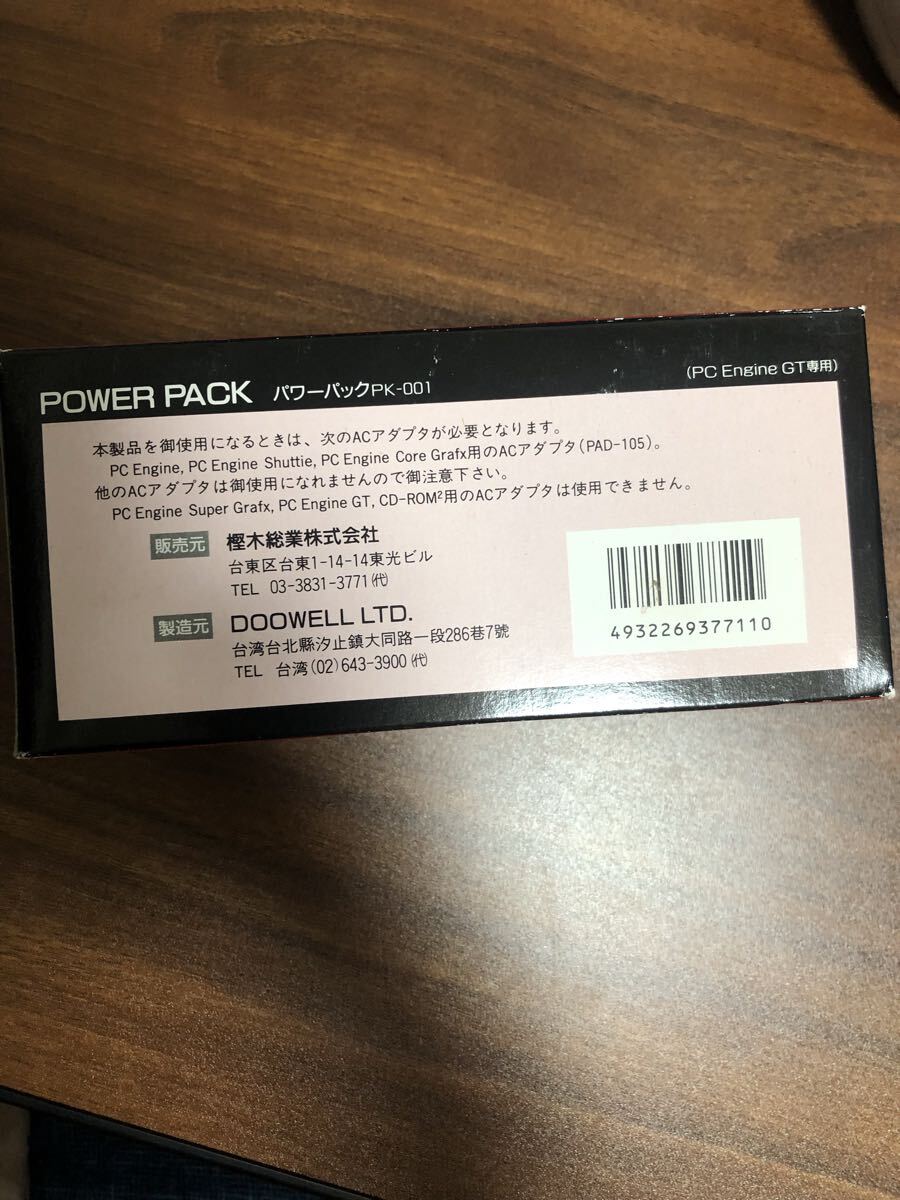 POWER PACK パワーパックPK-001 (PC Engine GT専用)
本製品を御使用になるときは、次のACアダプタが必要となります。
PC Engine, PC Engine Shuttie, PC Engine Core Grafx用のACアダプタ(PAD-105)。
他のACアダプタは御使用になれませんので御注意下さい。
PC Engine Super Grafx, PC Engine GT, CD-ROM²用のACアダプタは使用できません。
販売元 樫木総業株式会社
台東区台東1-14-14東光ビル
TEL 03-3831-3771㈹
製造元 DOOWELL LTD.
台湾台北縣汐止鎮大同路一段286巷7號
TEL 台湾(02)643-3900㈹
4932269377110